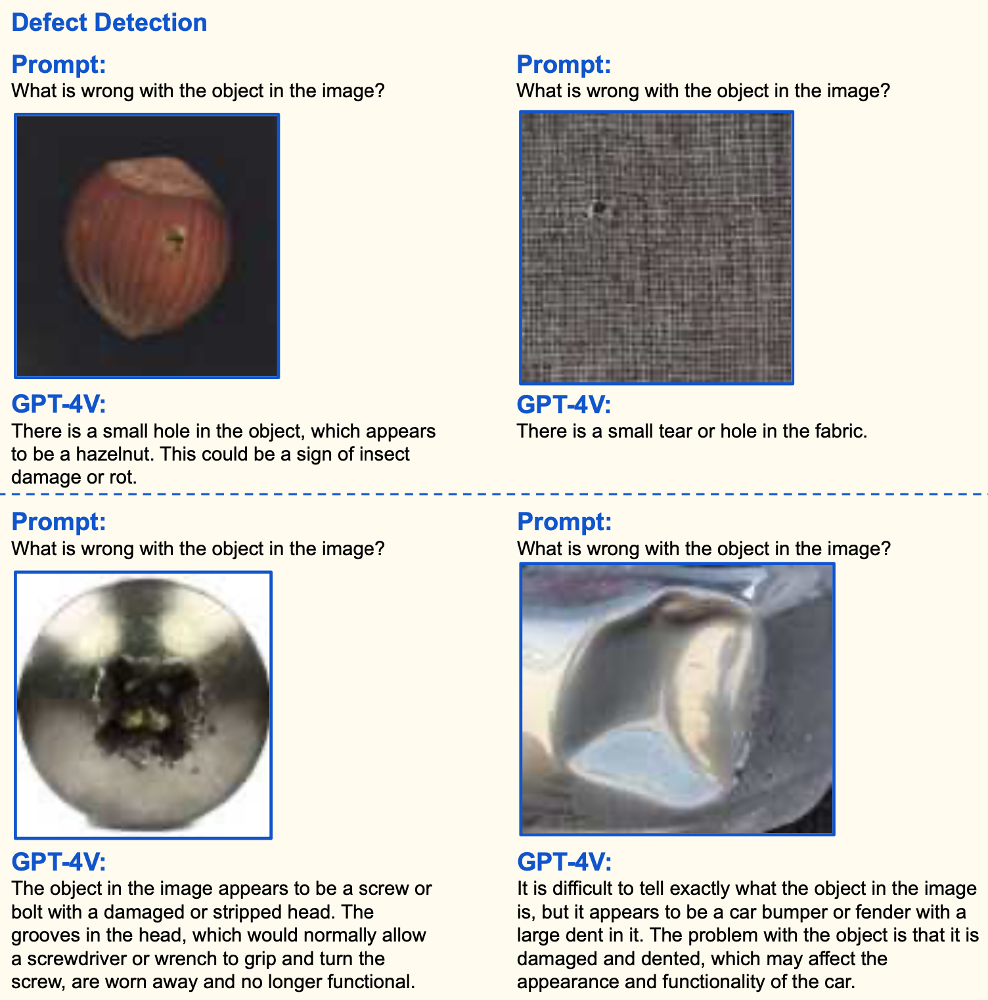 Defect Detection
Prompt:
What is wrong with the object in the image?
GPT-4V:
There is a small hole in the object, which appears
to be a hazelnut. This could be a sign of insect
damage or rot.
Prompt:
What is wrong with the object in the image?
GPT-4V:
There is a small tear or hole in the fabric.
Prompt:
What is wrong with the object in the image?
GPT-4V:
The object in the image appears to be a screw or
bolt with a damaged or stripped head. The
grooves in the head, which would normally allow
a screwdriver or wrench to grip and turn the
screw, are worn away and no longer functional.
Prompt:
What is wrong with the object in the image?
GPT-4V:
It is difficult to tell exactly what the object in the image
is, but it appears to be a car bumper or fender with a
large dent in it. The problem with the object is that it is
damaged and dented, which may affect the
appearance and functionality of the car.